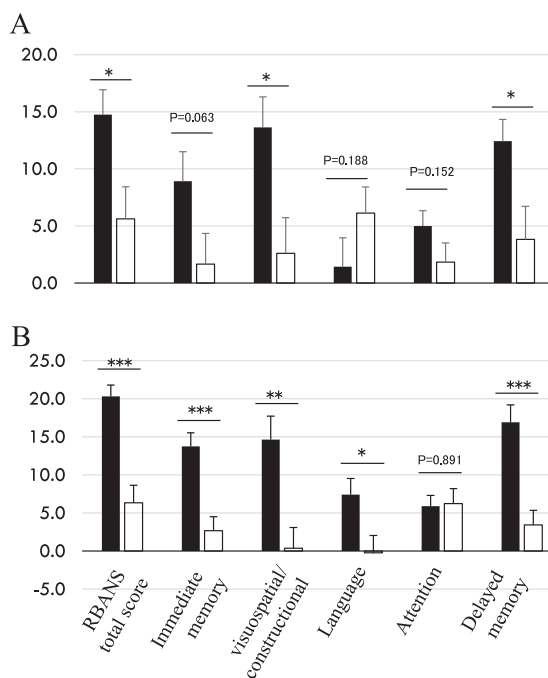 A
20.0
15.0
10.0
5.0
0.0
*
P=0.063
*
P=0.188
P=0.152
*
B
25.0
20.0
15.0
10.0
5.0
0.0
-5.0
***
***
**
*
P=0.891
***
RBANS
total score
Immediate
memory
visuospatial/
constructional
Language
Attention
Delayed
memory